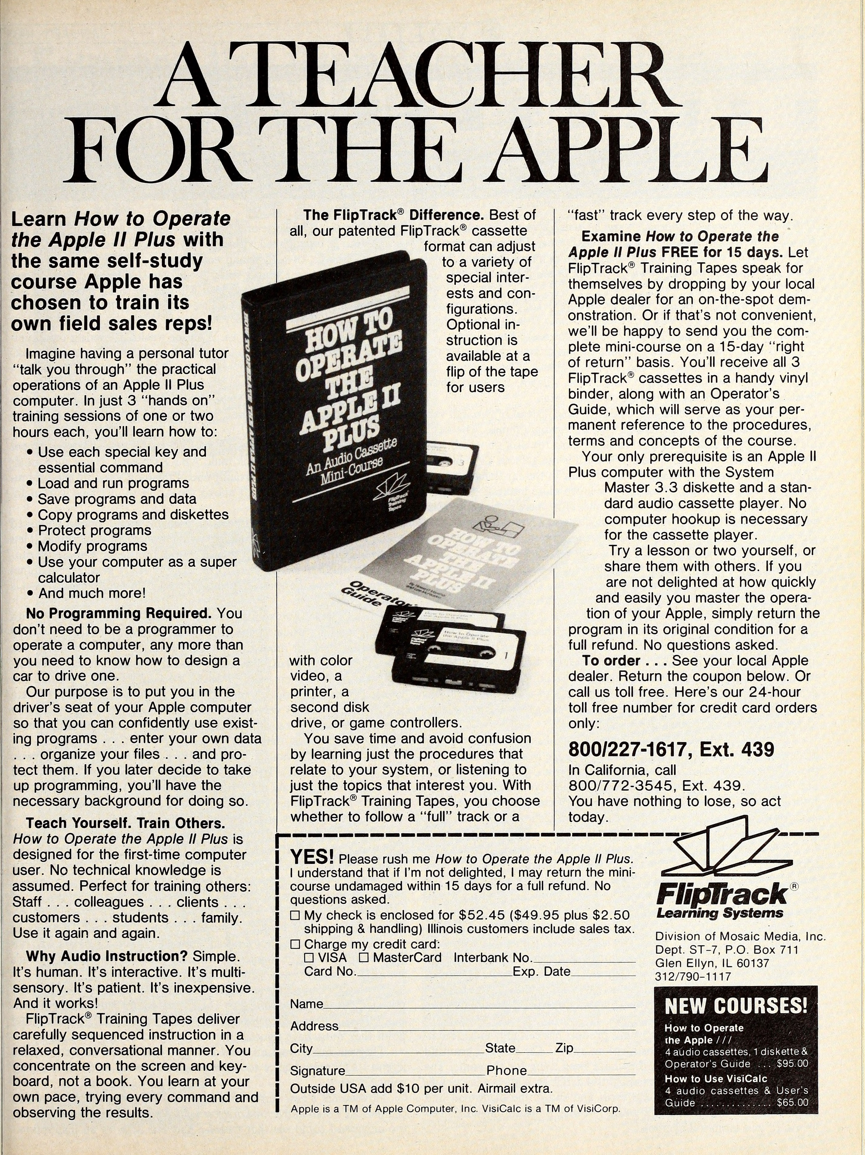 A TEACHER
FOR THE APPLE
Learn How to Operate
the Apple II Plus with
the same self-study
course Apple has
chosen to train its
own field sales reps!
Imagine having a personal tutor
“talk you through” the practical
operations of an Apple II Plus
computer. In just 3 “hands on”
training sessions of one or two
hours each, you’ll learn how to:
• Use each special key and
essential command
• Load and run programs
• Save programs and data
• Copy programs and diskettes
• Protect programs
• Modify programs
• Use your computer as a super
calculator
• And much more!
No Programming Required. You
don’t need to be a programmer to
operate a computer, any more than
you need to know how to design a
car to drive one.
Our purpose is to put you in the
driver’s seat of your Apple computer
so that you can confidently use exist-
ing programs . . . enter your own data
. . . organize your files . . . and pro-
tect them. If you later decide to take
up programming, you’ll have the
necessary background for doing so.
Teach Yourself. Train Others.
How to Operate the Apple II Plus is
designed for the first-time computer
user. No technical knowledge is
assumed. Perfect for training others:
Staff . . . colleagues . . . clients . . .
customers . . . students . . . family.
Use it again and again.
Why Audio Instruction? Simple.
It’s human. It’s interactive. It’s multi-
sensory. It’s patient. It’s inexpensive.
And it works!
FlipTrack® Training Tapes deliver
carefully sequenced instruction in a
relaxed, conversational manner. You
concentrate on the screen and key-
board, not a book. You learn at your
own pace, trying every command and
observing the results.
The FlipTrack® Difference. Best of
all, our patented FlipTrack® cassette
format can adjust
to a variety of
special inter-
ests and con-
figurations.
Optional in-
struction is
available at a
flip of the tape
for users
HOW TO OPERATE THE APPLE II PLUS
HOW TO
OPERATE
THE
APPLE II
PLUS
An Audio Cassette
Mini-Course
FlipTrack
Training
Tapes
HOW TO
OPERATE
THE
APPLE II
PLUS
Operator's
Guide
How to Operate
the Apple II Plus
1
with color
video, a
printer, a
second disk
drive, or game controllers.
You save time and avoid confusion
by learning just the procedures that
relate to your system, or listening to
just the topics that interest you. With
FlipTrack® Training Tapes, you choose
whether to follow a “full” track or a
“fast” track every step of the way.
Examine How to Operate the
Apple II Plus FREE for 15 days. Let
FlipTrack® Training Tapes speak for
themselves by dropping by your local
Apple dealer for an on-the-spot dem-
onstration. Or if that’s not convenient,
we’ll be happy to send you the com-
plete mini-course on a 15-day “right
of return” basis. You’ll receive all 3
FlipTrack® cassettes in a handy vinyl
binder, along with an Operator’s
Guide, which will serve as your per-
manent reference to the procedures,
terms and concepts of the course.
Your only prerequisite is an Apple II
Plus computer with the System
Master 3.3 diskette and a stan-
dard audio cassette player. No
computer hookup is necessary
for the cassette player.
Try a lesson or two yourself, or
share them with others. If you
are not delighted at how quickly
and easily you master the opera-
tion of your Apple, simply return the
program in its original condition for a
full refund. No questions asked.
To order . . . See your local Apple
dealer. Return the coupon below. Or
call us toll free. Here’s our 24-hour
toll free number for credit card orders
only:
800/227-1617, Ext. 439
In California, call
800/772-3545, Ext. 439.
You have nothing to lose, so act
today.
YES! Please rush me How to Operate the Apple II Plus.
I understand that if I’m not delighted, I may return the mini-
course undamaged within 15 days for a full refund. No
questions asked.
☐ My check is enclosed for $52.45 ($49.95 plus $2.50
shipping & handling) Illinois customers include sales tax.
☐ Charge my credit card:
☐ VISA ☐ MasterCard Interbank No.
Card No. Exp. Date
Name
Address
City State Zip
Signature Phone
Outside USA add $10 per unit. Airmail extra.
Apple is a TM of Apple Computer, Inc. VisiCalc is a TM of VisiCorp.
FlipTrack®
Learning Systems
Division of Mosaic Media, Inc.
Dept. ST-7, P.O. Box 711
Glen Ellyn, IL 60137
312/790-1117
NEW COURSES!
How to Operate
the Apple ///
4 audio cassettes, 1 diskette &
Operator's Guide ... $95.00
How to Use VisiCalc
4 audio cassettes & User's
Guide .............. $65.00